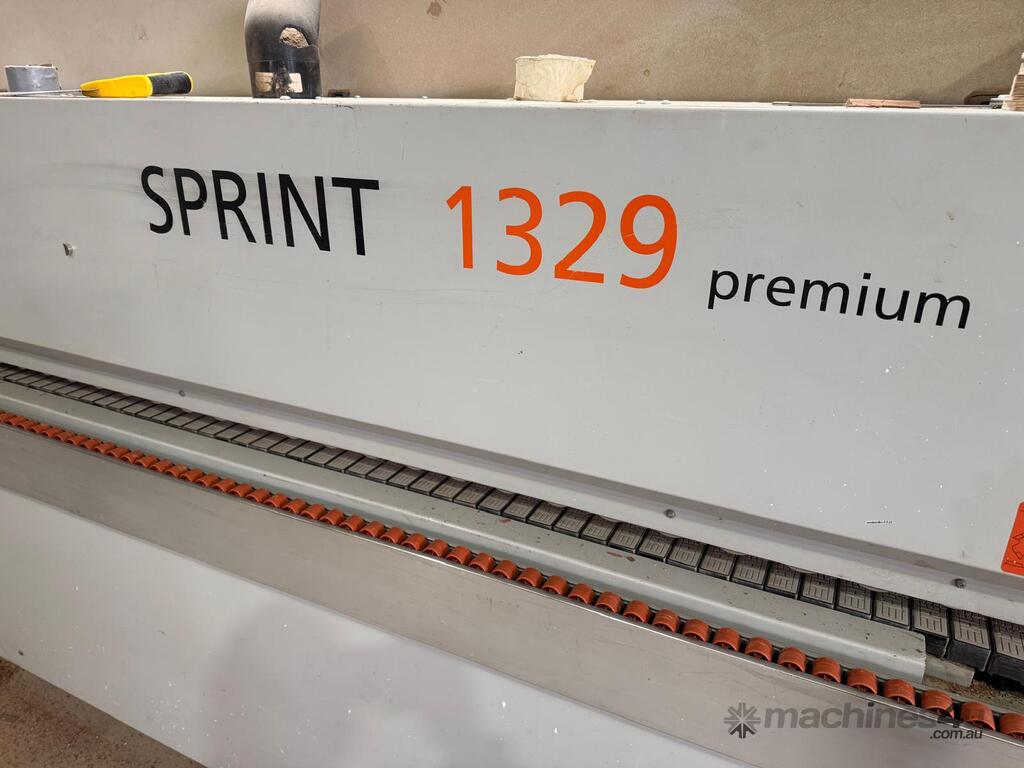 SPRINT 1329 premium
machines4u
.com.au